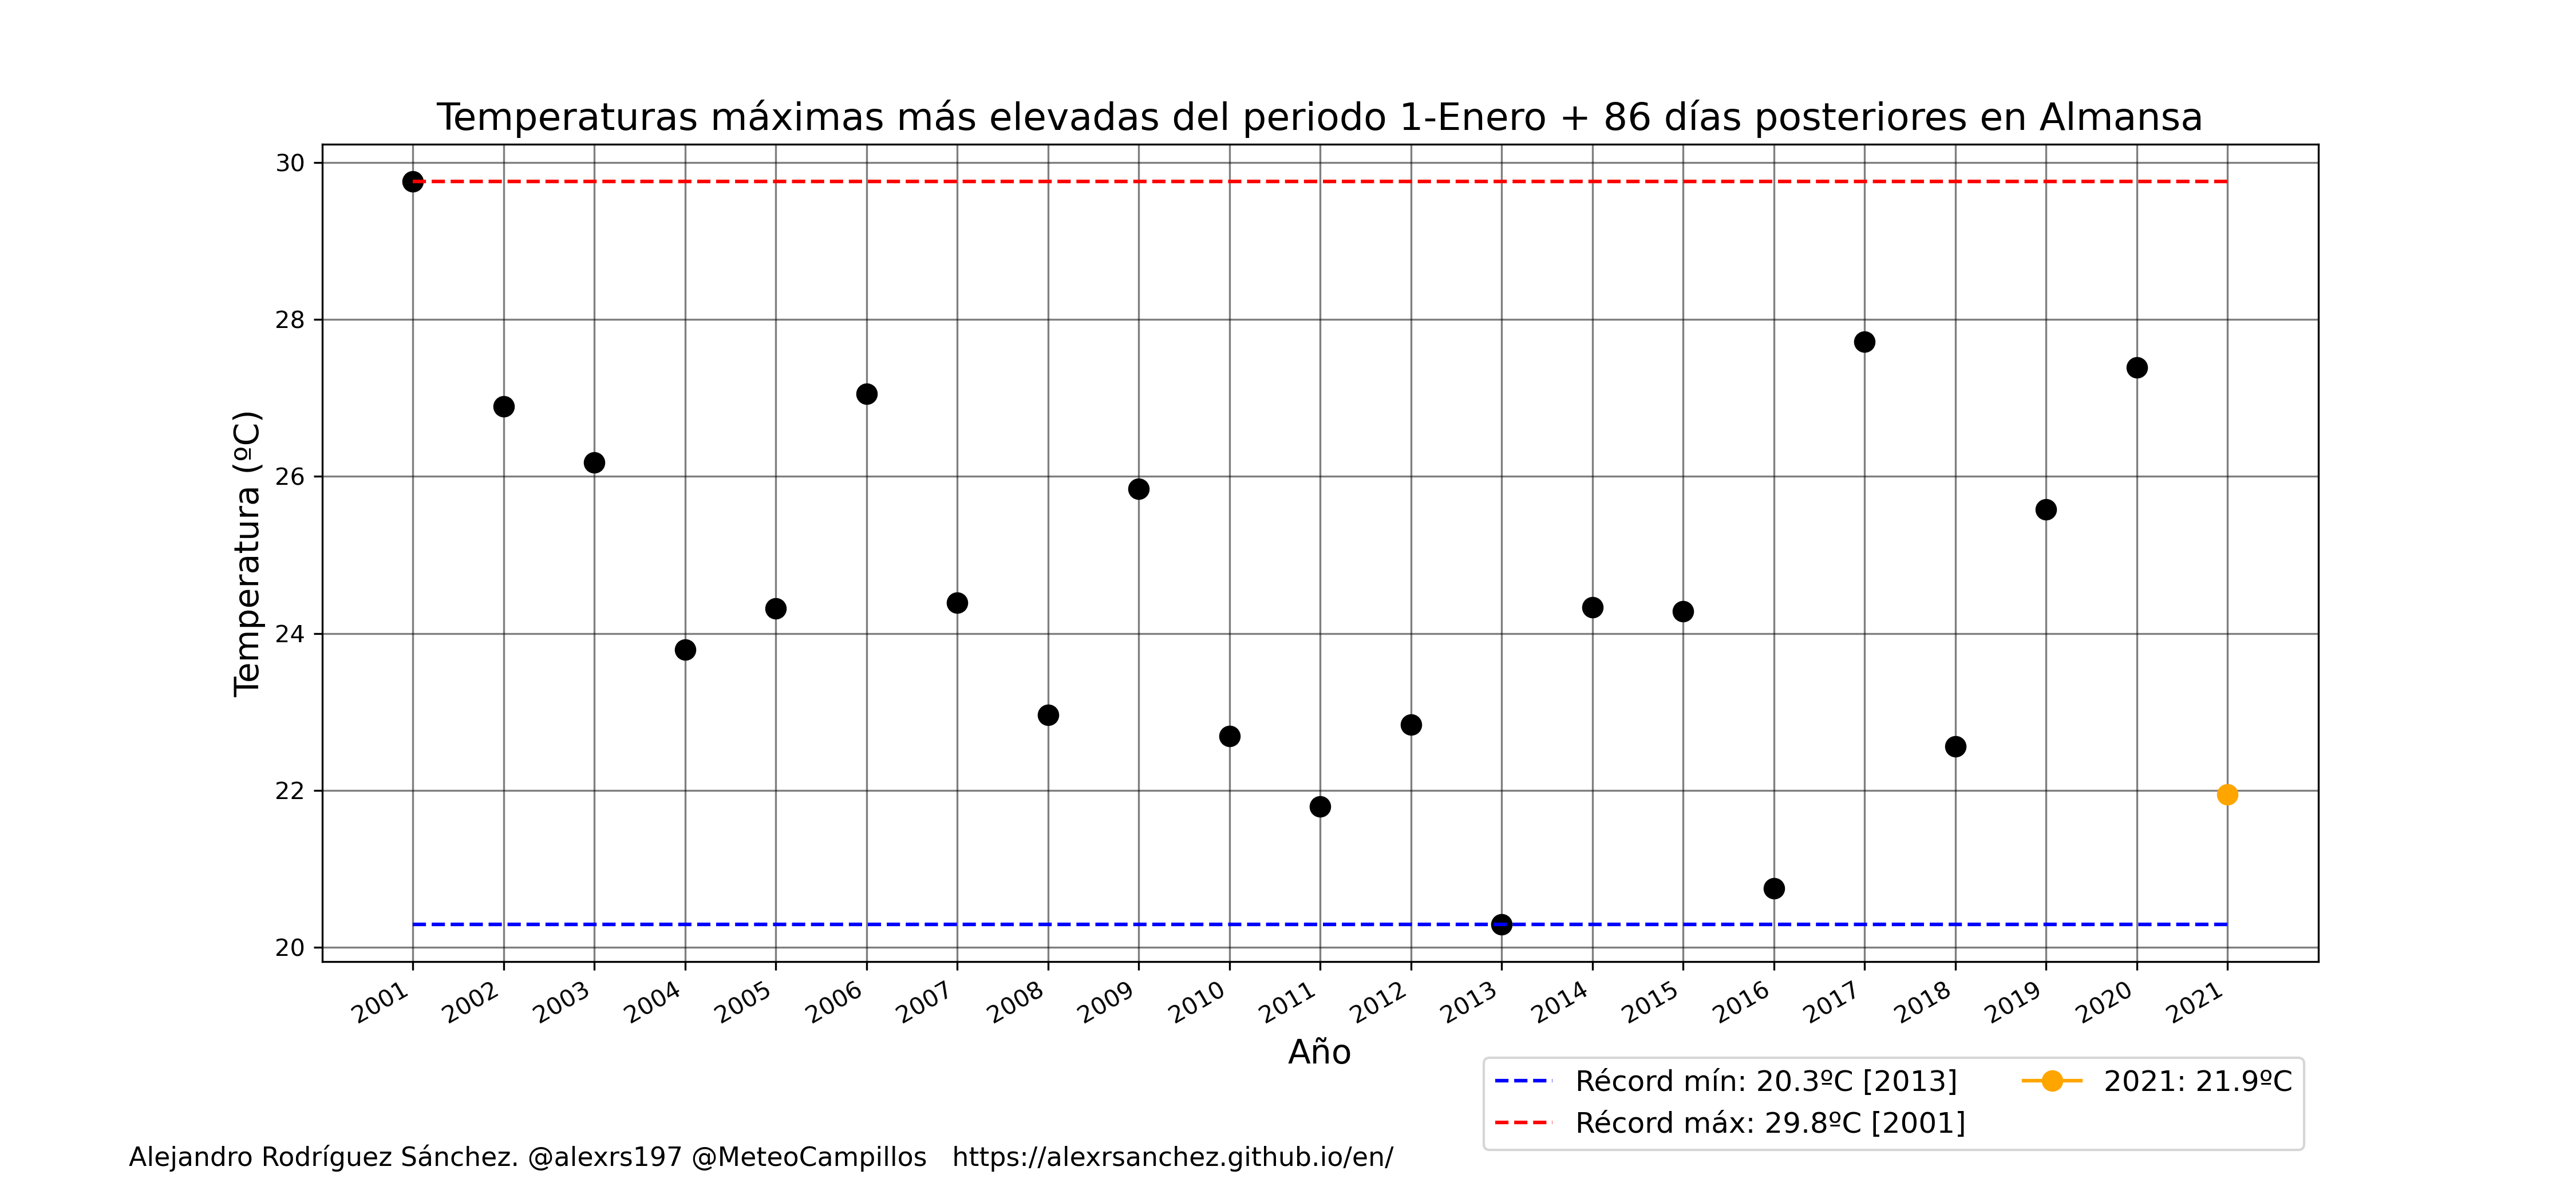 Temperaturas máximas más elevadas del periodo 1-Enero + 86 días posteriores en Almansa
Temperatura (ºC)
30
28
26
24
22
20
2001 2002 2003 2004 2005 2006 2007 2008 2009 2010 2011 2012 2013 2014 2015 2016 2017 2018 2019 2020 2021
Año
Récord mín: 20.3ºC [2013] 2021: 21.9ºC
Récord máx: 29.8ºC [2001]
Alejandro Rodríguez Sánchez. @alexrs197 @MeteoCampillos https://alexrsanchez.github.io/en/